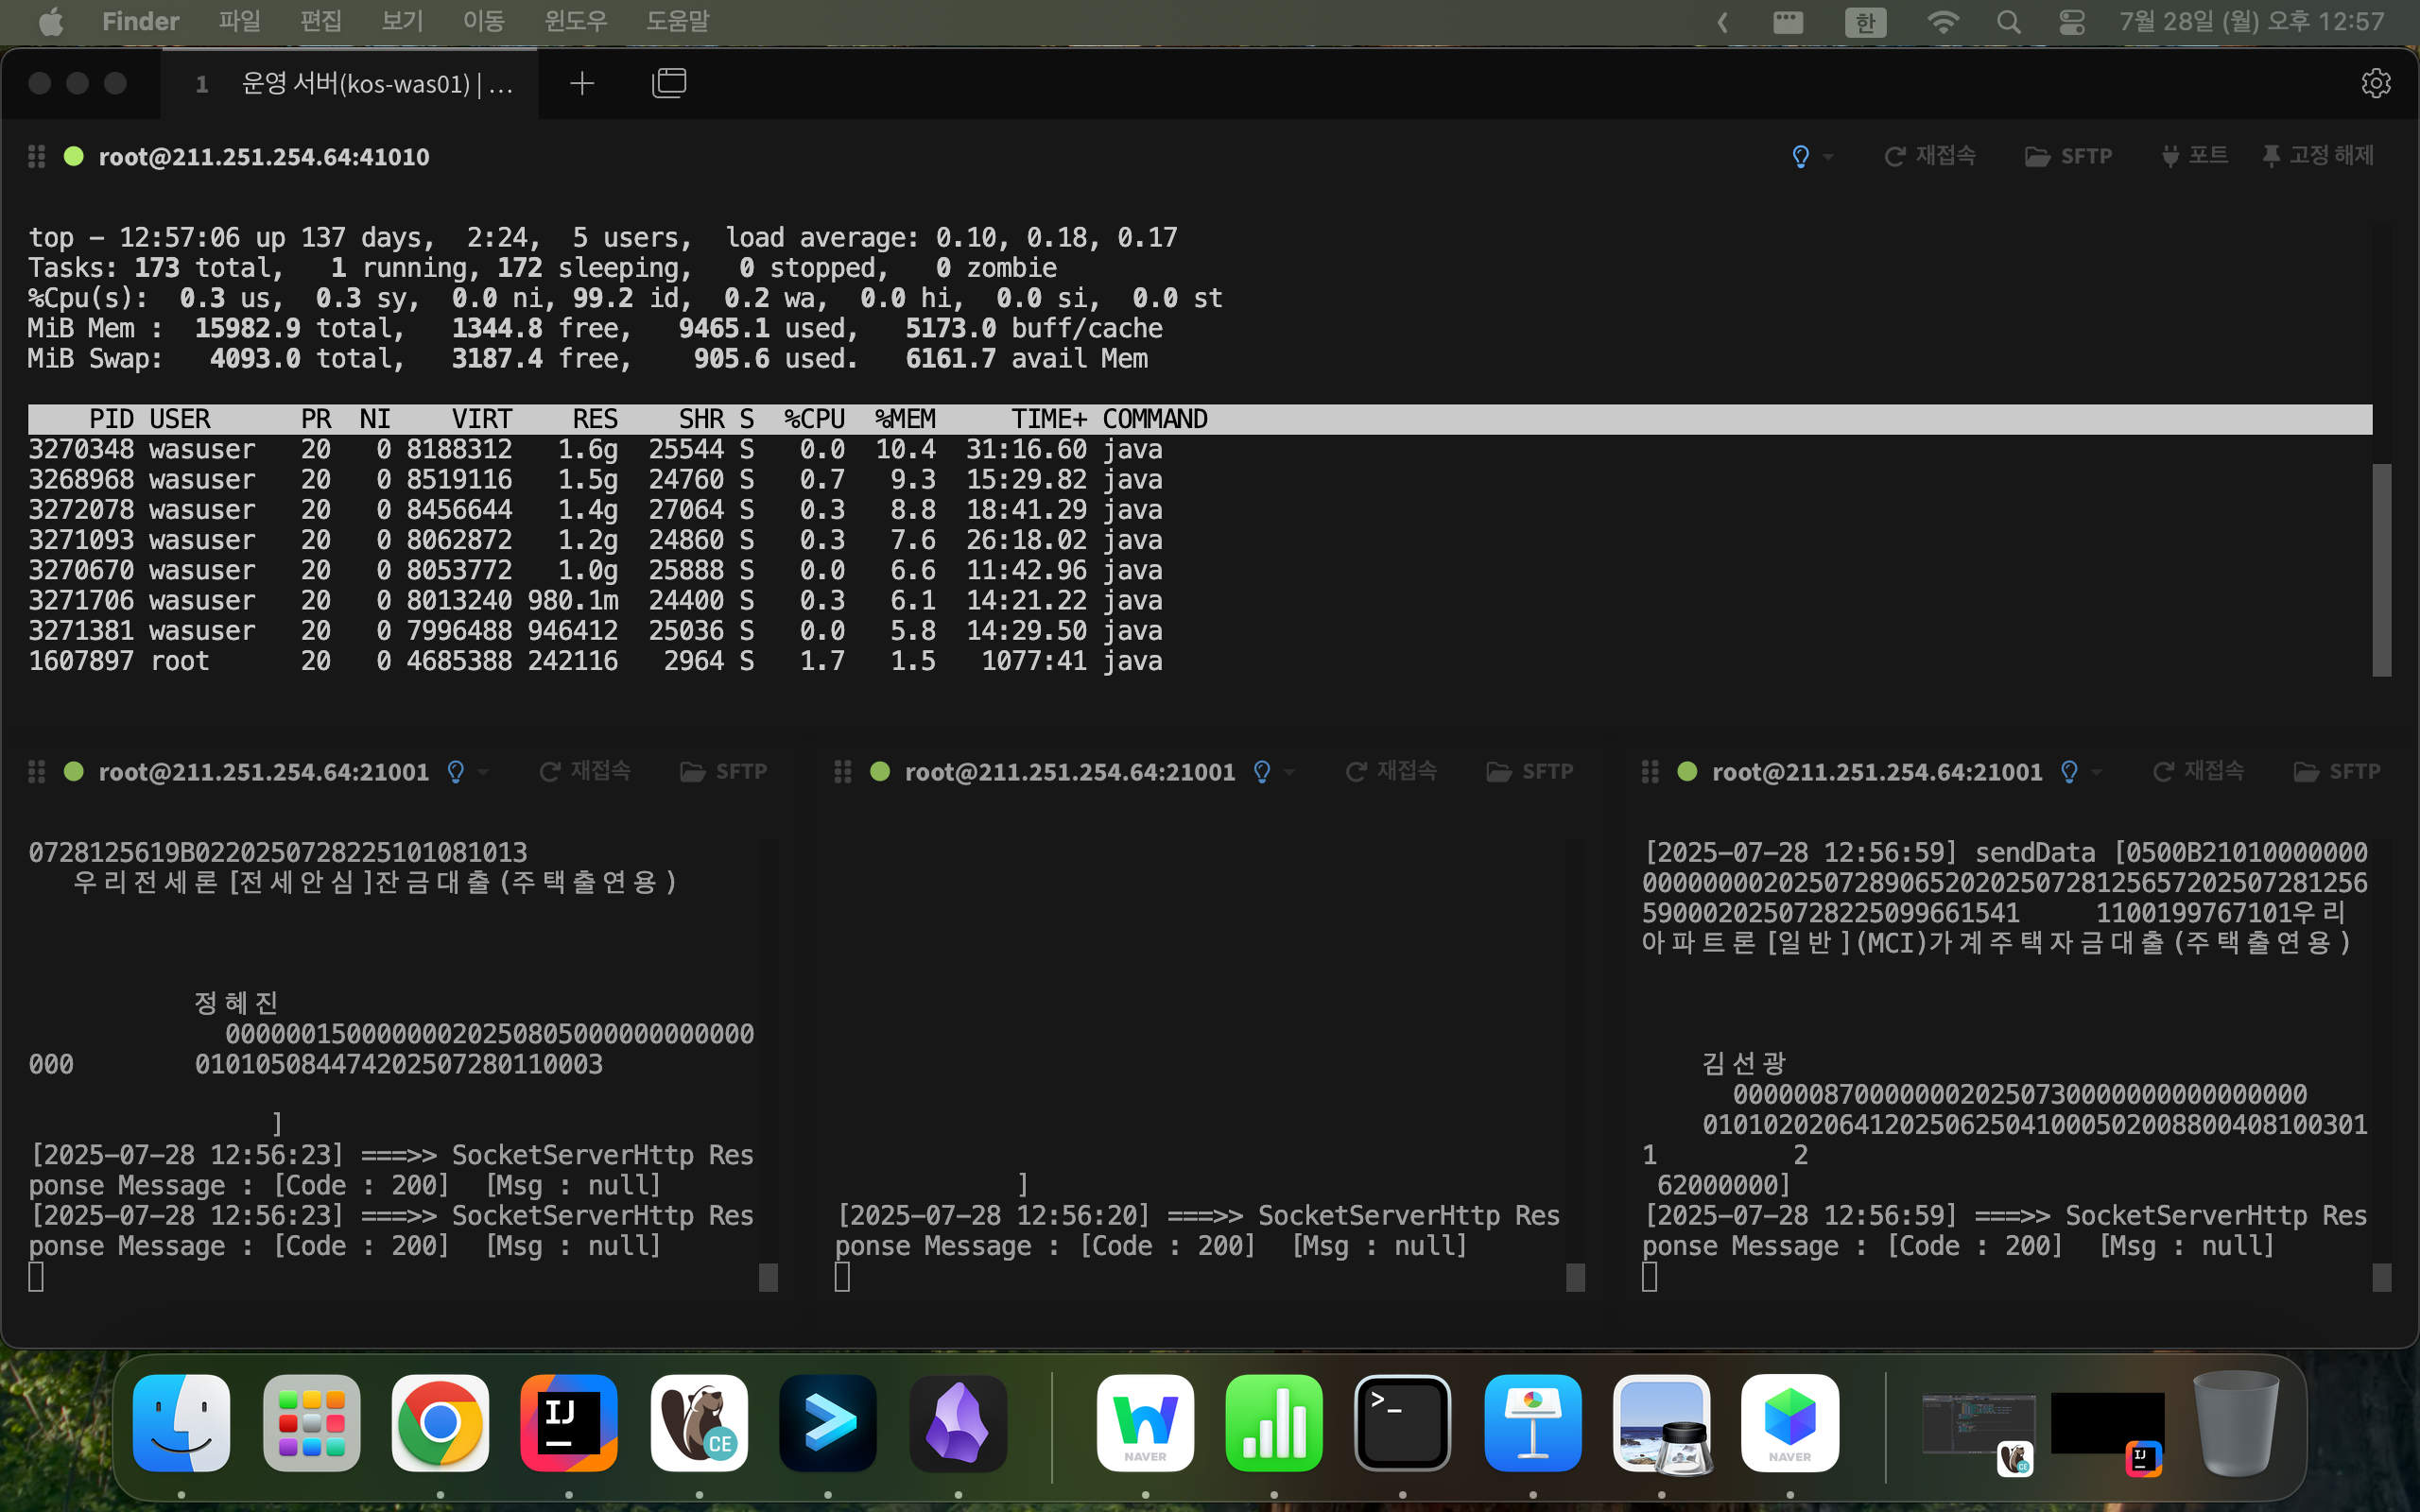 Finder 파일 편집 보기 이동 윈도우 도움말 한 7월 28일 (월) 오후 12:57
1 운영 서버(kos-was01) | ...
root@211.251.254.64:41010 재접속 SFTP 포트 고정 해제
top - 12:57:06 up 137 days, 2:24, 5 users, load average: 0.10, 0.18, 0.17
Tasks: 173 total, 1 running, 172 sleeping, 0 stopped, 0 zombie
%Cpu(s): 0.3 us, 0.3 sy, 0.0 ni, 99.2 id, 0.2 wa, 0.0 hi, 0.0 si, 0.0 st
MiB Mem : 15982.9 total, 1344.8 free, 9465.1 used, 5173.0 buff/cache
MiB Swap: 4093.0 total, 3187.4 free, 905.6 used. 6161.7 avail Mem
PID USER PR NI VIRT RES SHR S %CPU %MEM TIME+ COMMAND
3270348 wasuser 20 0 8188312 1.6g 25544 S 0.0 10.4 31:16.60 java
3268968 wasuser 20 0 8519116 1.5g 24760 S 0.7 9.3 15:29.82 java
3272078 wasuser 20 0 8456644 1.4g 27064 S 0.3 8.8 18:41.29 java
3271093 wasuser 20 0 8062872 1.2g 24860 S 0.3 7.6 26:18.02 java
3270670 wasuser 20 0 8053772 1.0g 25888 S 0.0 6.6 11:42.96 java
3271706 wasuser 20 0 8013240 980.1m 24400 S 0.3 6.1 14:21.22 java
3271381 wasuser 20 0 7996488 946412 25036 S 0.0 5.8 14:29.50 java
1607897 root 20 0 4685388 242116 2964 S 1.7 1.5 1077:41 java
root@211.251.254.64:21001 재접속 SFTP
0728125619B0220250728225101081013
우리전세론[전세안심]잔금대출(주택출연용)
정혜진
00000015000000020250805000000000000
000 010105084474202507280110003
]
[2025-07-28 12:56:23] ===>> SocketServerHttp Res
ponse Message : [Code : 200] [Msg : null]
[2025-07-28 12:56:23] ===>> SocketServerHttp Res
ponse Message : [Code : 200] [Msg : null]
root@211.251.254.64:21001 재접속 SFTP
]
[2025-07-28 12:56:20] ===>> SocketServerHttp Res
ponse Message : [Code : 200] [Msg : null]
root@211.251.254.64:21001 재접속 SFTP
[2025-07-28 12:56:59] sendData [0500B21010000000
000000002025072890652020250728125657202507281256
5900020250728225099661541 1100199767101우리
아파트론[일반](MCI)가계주택자금대출(주택출연용)
김선광
00000087000000020250730000000000000000
01010202064120250625041000502008800408100301
1 2
62000000]
[2025-07-28 12:56:59] ===>> SocketServerHttp Res
ponse Message : [Code : 200] [Msg : null]
IJ CE NAVER >_ NAVER CE IJ